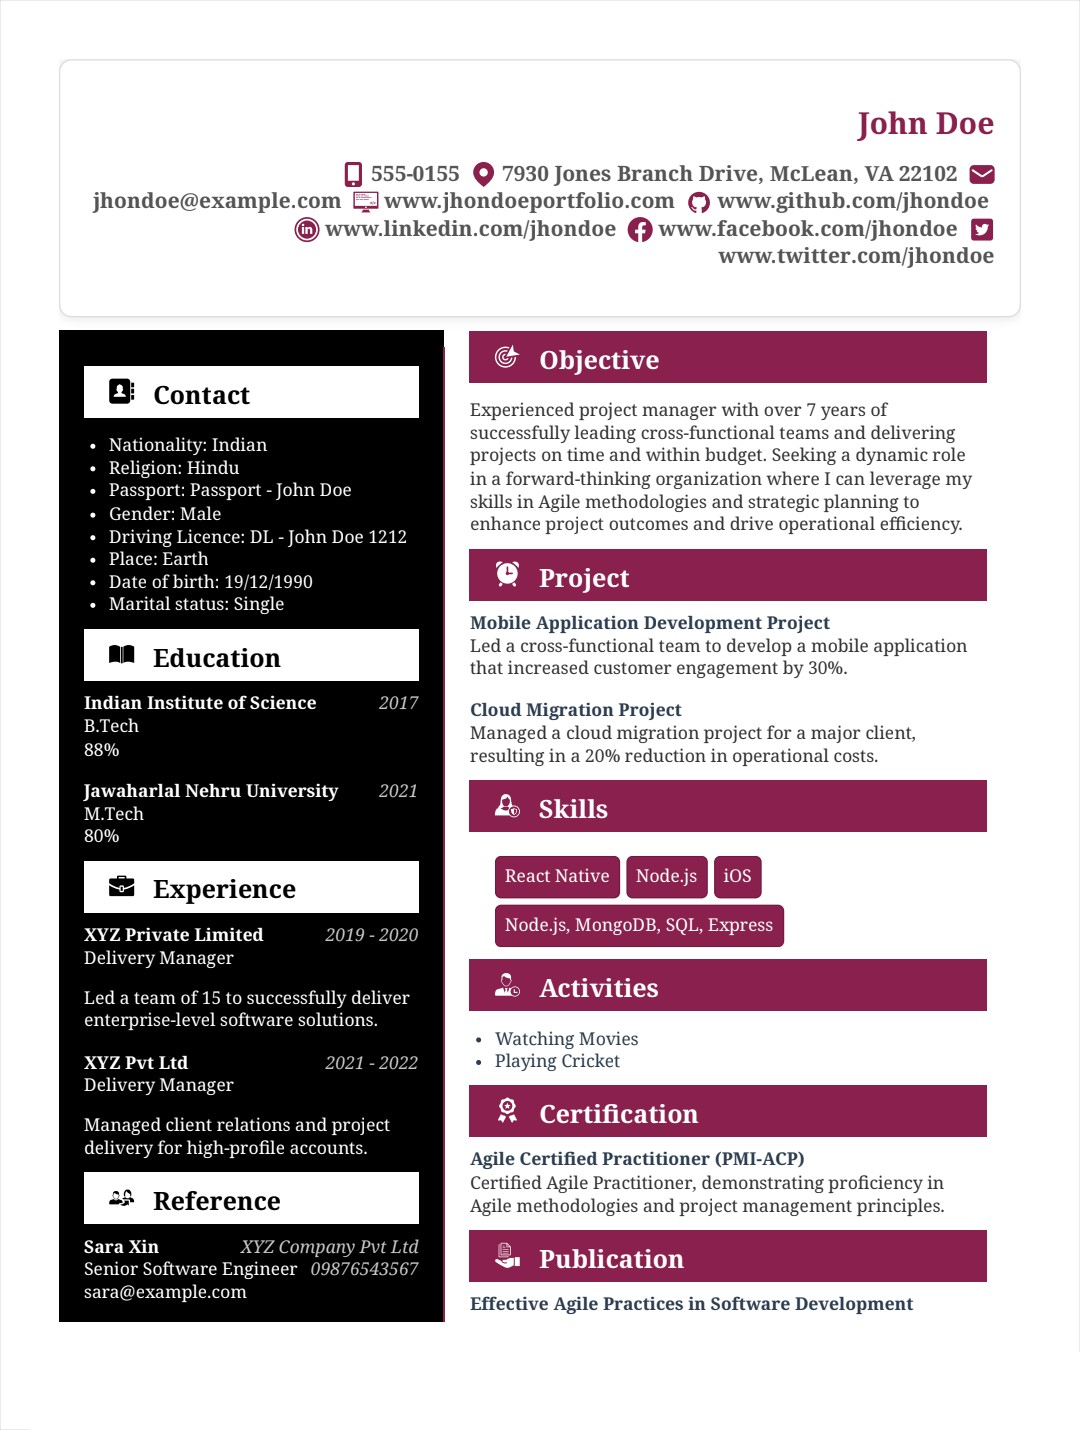 John Doe
555-0155 7930 Jones Branch Drive, McLean, VA 22102
jhondoe@example.com www.jhondoeportfolio.com www.github.com/jhondoe
www.linkedin.com/jhondoe www.facebook.com/jhondoe
www.twitter.com/jhondoe
Contact
• Nationality: Indian
• Religion: Hindu
• Passport: Passport - John Doe
• Gender: Male
• Driving Licence: DL - John Doe 1212
• Place: Earth
• Date of birth: 19/12/1990
• Marital status: Single
Education
Indian Institute of Science 2017
B.Tech
88%
Jawaharlal Nehru University 2021
M.Tech
80%
Experience
XYZ Private Limited 2019 - 2020
Delivery Manager
Led a team of 15 to successfully deliver
enterprise-level software solutions.
XYZ Pvt Ltd 2021 - 2022
Delivery Manager
Managed client relations and project
delivery for high-profile accounts.
Reference
Sara Xin XYZ Company Pvt Ltd
Senior Software Engineer 09876543567
sara@example.com
Objective
Experienced project manager with over 7 years of
successfully leading cross-functional teams and delivering
projects on time and within budget. Seeking a dynamic role
in a forward-thinking organization where I can leverage my
skills in Agile methodologies and strategic planning to
enhance project outcomes and drive operational efficiency.
Project
Mobile Application Development Project
Led a cross-functional team to develop a mobile application
that increased customer engagement by 30%.
Cloud Migration Project
Managed a cloud migration project for a major client,
resulting in a 20% reduction in operational costs.
Skills
React Native Node.js iOS
Node.js, MongoDB, SQL, Express
Activities
• Watching Movies
• Playing Cricket
Certification
Agile Certified Practitioner (PMI-ACP)
Certified Agile Practitioner, demonstrating proficiency in
Agile methodologies and project management principles.
Publication
Effective Agile Practices in Software Development